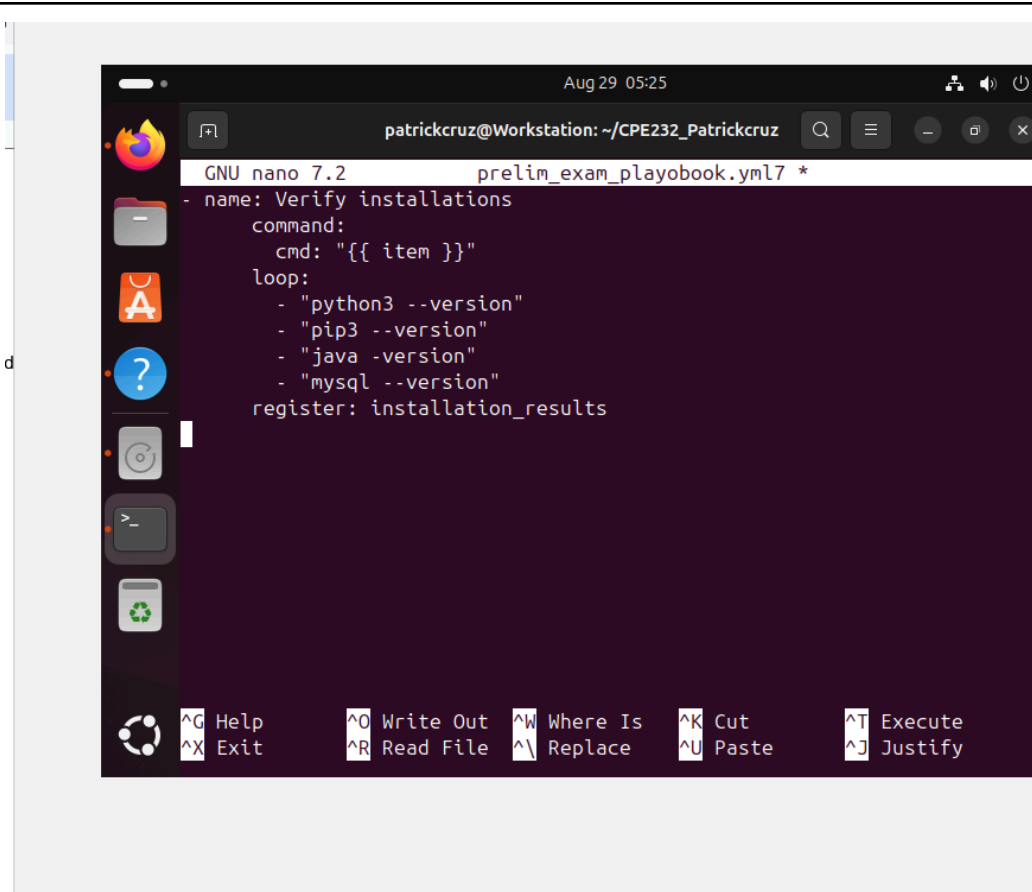 Aug 29 05:25
patrickcruz@Workstation: ~/CPE232_Patrickcruz
GNU nano 7.2 prelim_exam_playobook.yml7 *
- name: Verify installations
command:
cmd: "{{ item }}"
loop:
- "python3 --version"
- "pip3 --version"
- "java -version"
- "mysql --version"
register: installation_results
d
^G Help ^O Write Out ^W Where Is ^K Cut ^T Execute
^X Exit ^R Read File ^\ Replace ^U Paste ^J Justify